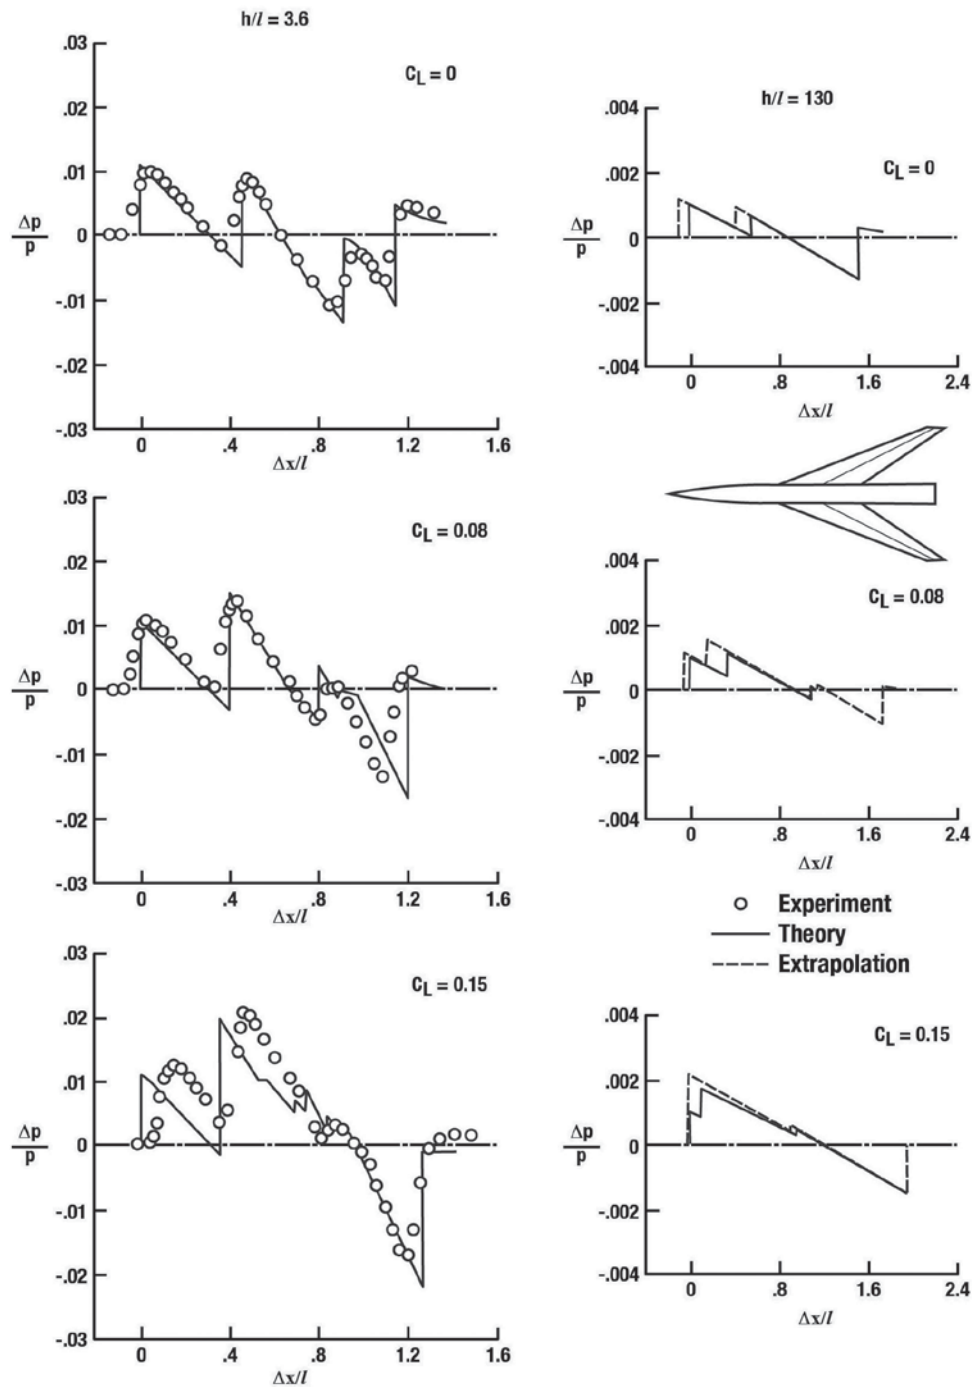 h/l = 3.6
.03
.02
.01
0
-.01
-.02
-.03
Δp
p
C_L = 0
0
.4
.8
1.2
1.6
Δx/l
.03
.02
.01
0
-.01
-.02
-.03
Δp
p
C_L = 0.08
0
.4
.8
1.2
1.6
Δx/l
.03
.02
.01
0
-.01
-.02
-.03
Δp
p
C_L = 0.15
0
.4
.8
1.2
1.6
Δx/l
h/l = 130
.004
.002
0
-.002
-.004
Δp
p
C_L = 0
0
.8
1.6
2.4
Δx/l
.004
.002
0
-.002
-.004
Δp
p
C_L = 0.08
0
.8
1.6
2.4
Δx/l
Experiment
Theory
Extrapolation
.004
.002
0
-.002
-.004
Δp
p
C_L = 0.15
0
.8
1.6
2.4
Δx/l